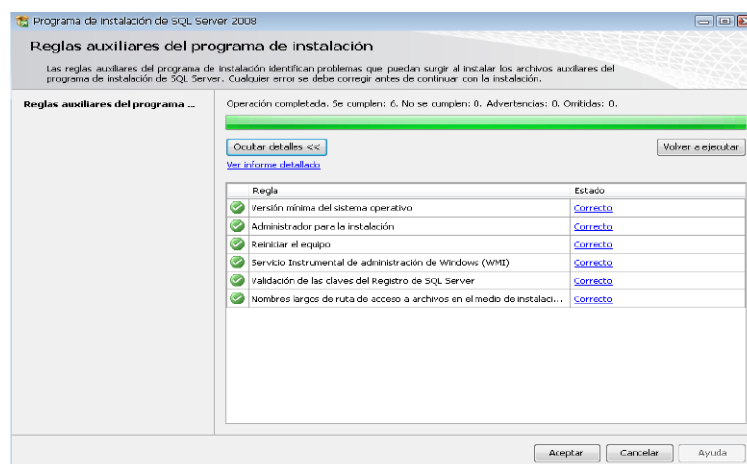 Programa de instalación de SQL Server 2008
Reglas auxiliares del programa de instalación
Las reglas auxiliares del programa de instalación identifican problemas que puedan surgir al instalar los archivos auxiliares del
programa de instalación de SQL Server. Cualquier error se debe corregir antes de continuar con la instalación.
Reglas auxiliares del programa ...
Operación completada. Se cumplen: 6. No se cumplen: 0. Advertencias: 0. Omitidas: 0.
Ocultar detalles <<
Volver a ejecutar
Ver informe detallado
Regla Estado
Versión mínima del sistema operativo Correcto
Administrador para la instalación Correcto
Reiniciar el equipo Correcto
Servicio Instrumental de administración de Windows (WMI) Correcto
Validación de las claves del Registro de SQL Server Correcto
Nombres largos de ruta de acceso a archivos en el medio de instalaci... Correcto
Aceptar Cancelar Ayuda